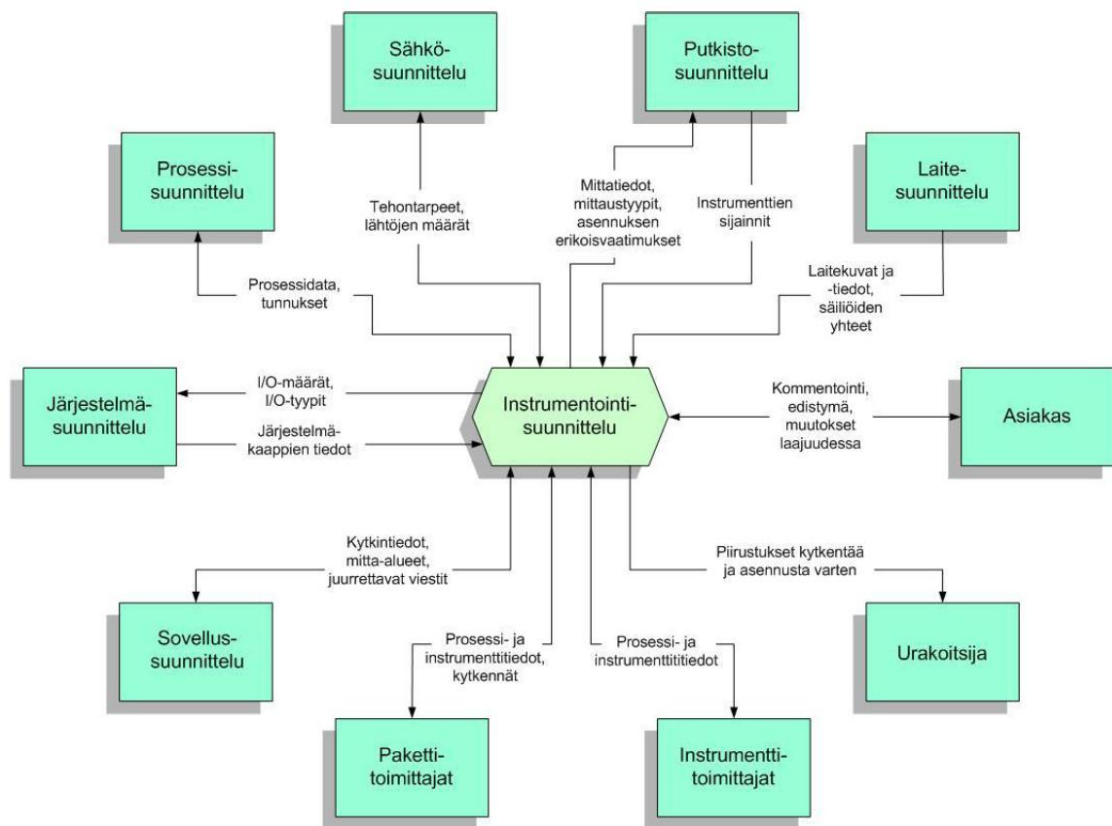 Sähkö-
suunnittelu
Putkisto-
suunnittelu
Prosessi-
suunnittelu
Laite-
suunnittelu
Tehontarpeet,
lähtöjen määrät
Mittatiedot,
mittaustyypit,
asennuksen
erikoisvaatimukset
Instrumenttien
sijainnit
Prosessidata,
tunnukset
Laitekuvat ja
-tiedot,
säiliöiden
yhteet
Järjestelmä-
suunnittelu
I/O-määrät,
I/O-tyypit
Järjestelmä-
kaappien tiedot
Instrumentointi-
suunnittelu
Kommentointi,
edistymä,
muutokset
laajuudessa
Asiakas
Kytkintiedot,
mitta-alueet,
juurrettavat viestit
Piirustukset kytkentää
ja asennusta varten
Sovellus-
suunnittelu
Prosessi- ja
instrumenttitiedot,
kytkennät
Prosessi- ja
instrumenttititiedot
Urakoitsija
Paketti-
toimittajat
Instrumentti-
toimittajat